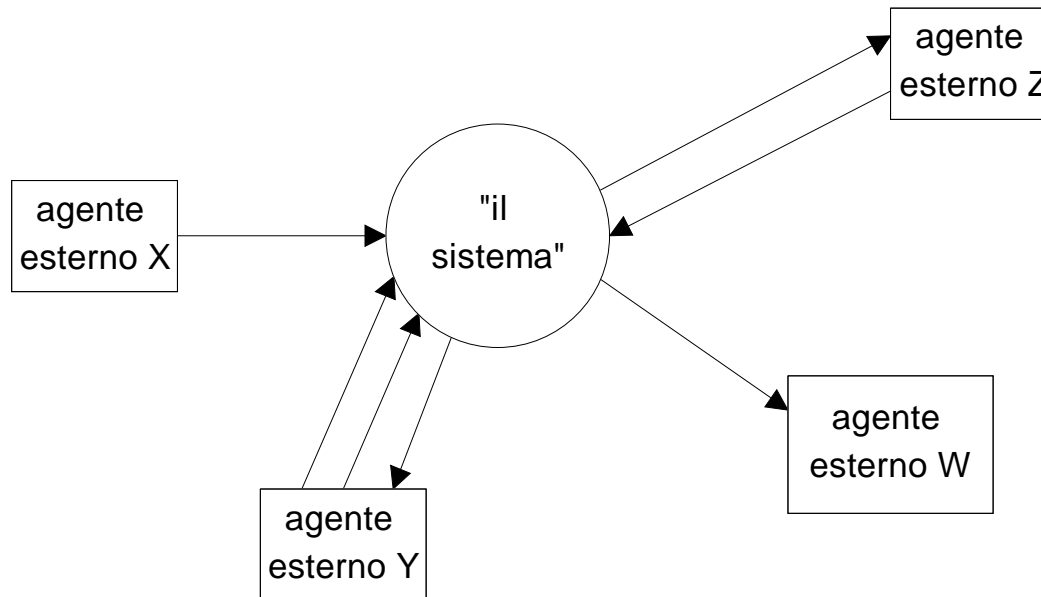 agente
esterno Z
"il
sistema"
agente
esterno X
agente
esterno W
agente
esterno Y